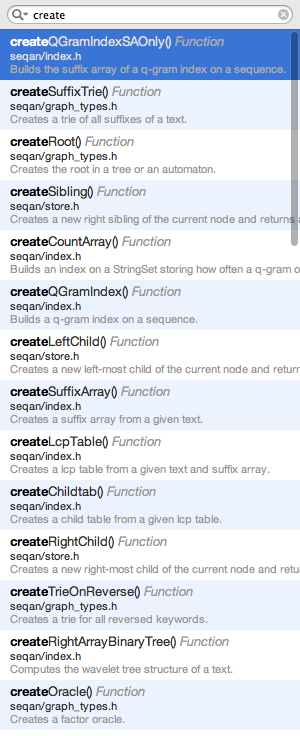 create
createQGramIndexSAOnly() Function
seqan/index.h
Builds the suffix array of a q-gram index on a sequence.
createSuffixTrie() Function
seqan/graph_types.h
Creates a trie of all suffixes of a text.
createRoot() Function
seqan/graph_types.h
Creates the root in a tree or an automaton.
createSibling() Function
seqan/store.h
Creates a new right sibling of the current node and returns a
createCountArray() Function
seqan/index.h
Builds an index on a StringSet storing how often a q-gram o
createQGramIndex() Function
seqan/index.h
Builds a q-gram index on a sequence.
createLeftChild() Function
seqan/store.h
Creates a new left-most child of the current node and return
createSuffixArray() Function
seqan/index.h
Creates a suffix array from a given text.
createLcpTable() Function
seqan/index.h
Creates a lcp table from a given text and suffix array.
createChildtab() Function
seqan/index.h
Creates a child table from a given lcp table.
createRightChild() Function
seqan/store.h
Creates a new right-most child of the current node and retu
createTrieOnReverse() Function
seqan/graph_types.h
Creates a trie for all reversed keywords.
createRightArrayBinaryTree() Function
seqan/index.h
Computes the wavelet tree structure of a text.
createOracle() Function
seqan/graph_types.h
Creates a factor oracle.